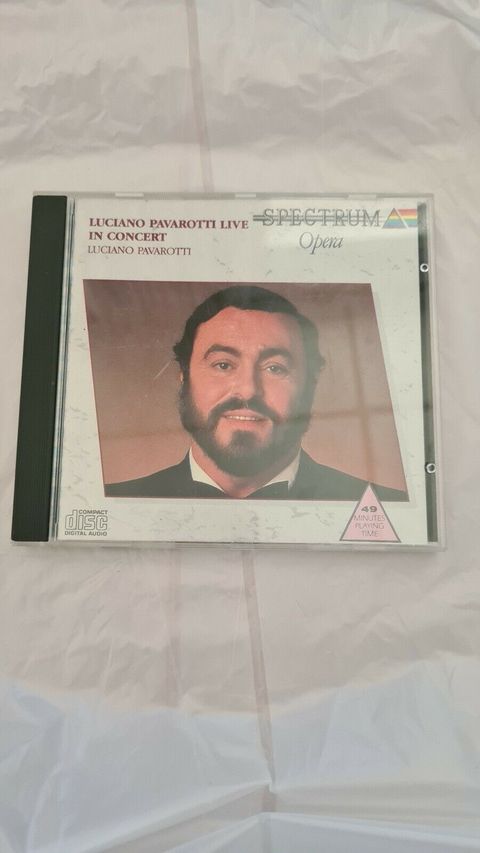 LUCIANO PAVAROTTI LIVE
IN CONCERT
LUCIANO PAVAROTTI
SPECTRUM
Opera
COMPACT
disc
DIGITAL AUDIO
49
MINUTES
PLAYING
TIME